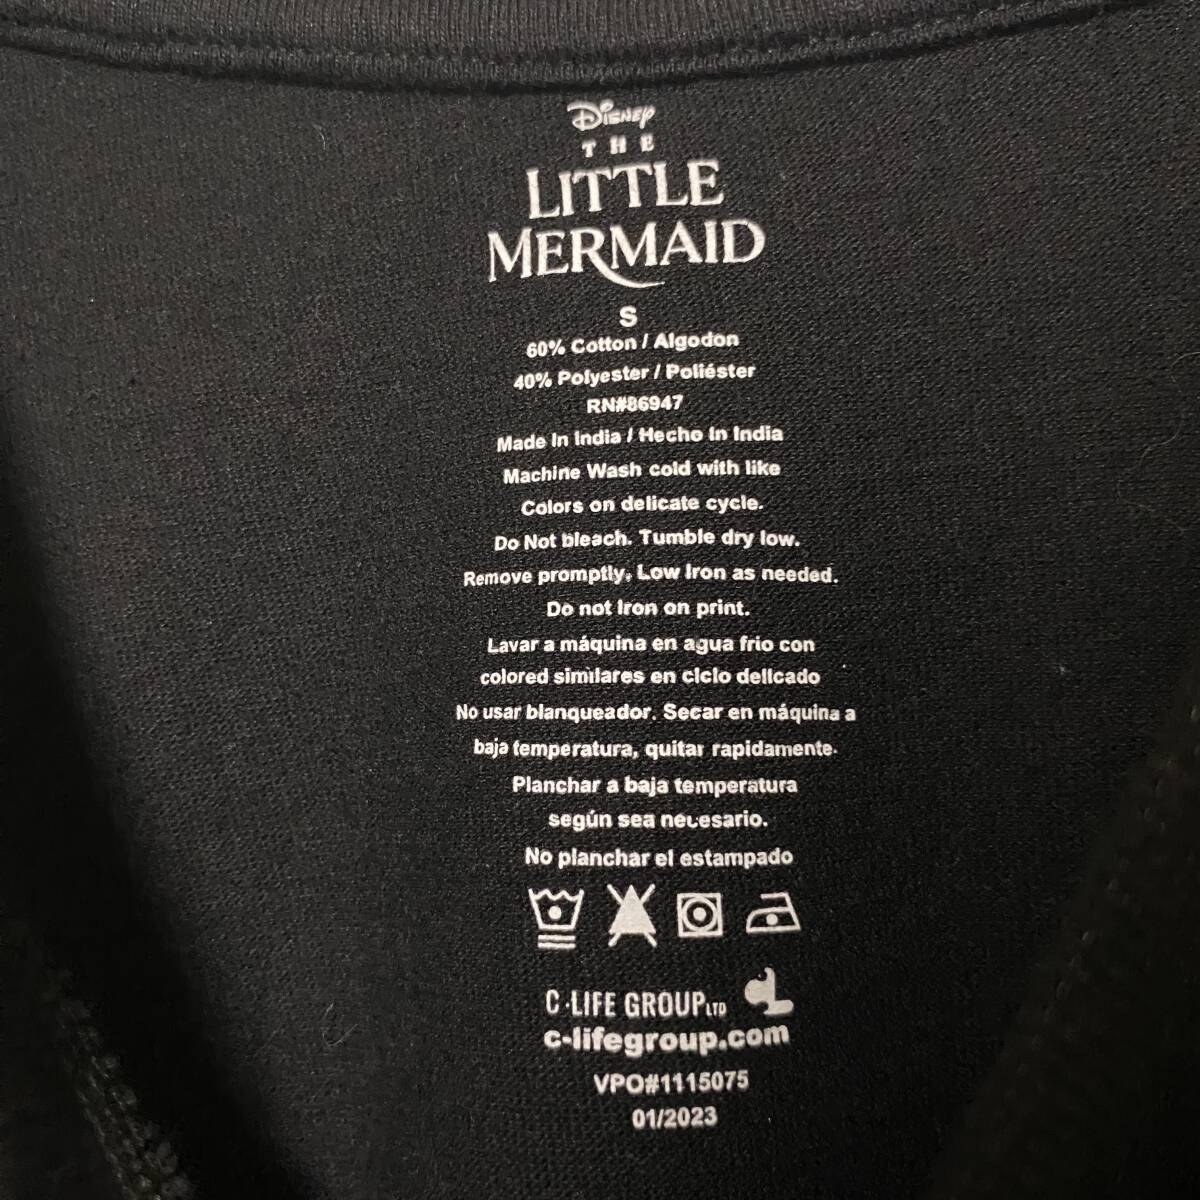 Disney
THE
LITTLE
MERMAID
S
60% Cotton / Algodon
40% Polyester / Poliéster
RN#86947
Made In India / Hecho In India
Machine Wash cold with like
Colors on delicate cycle.
Do Not bleach. Tumble dry low.
Remove promptly. Low Iron as needed.
Do not Iron on print.
Lavar a máquina en agua frio con
colored similares en ciclo delicado
No usar blanqueador. Secar en máquina a
baja temperatura, quitar rapidamente.
Planchar a baja temperatura
según sea necesario.
No planchar el estampado
C·LIFE GROUP LTD
c-lifegroup.com
VPO#1115075
01/2023